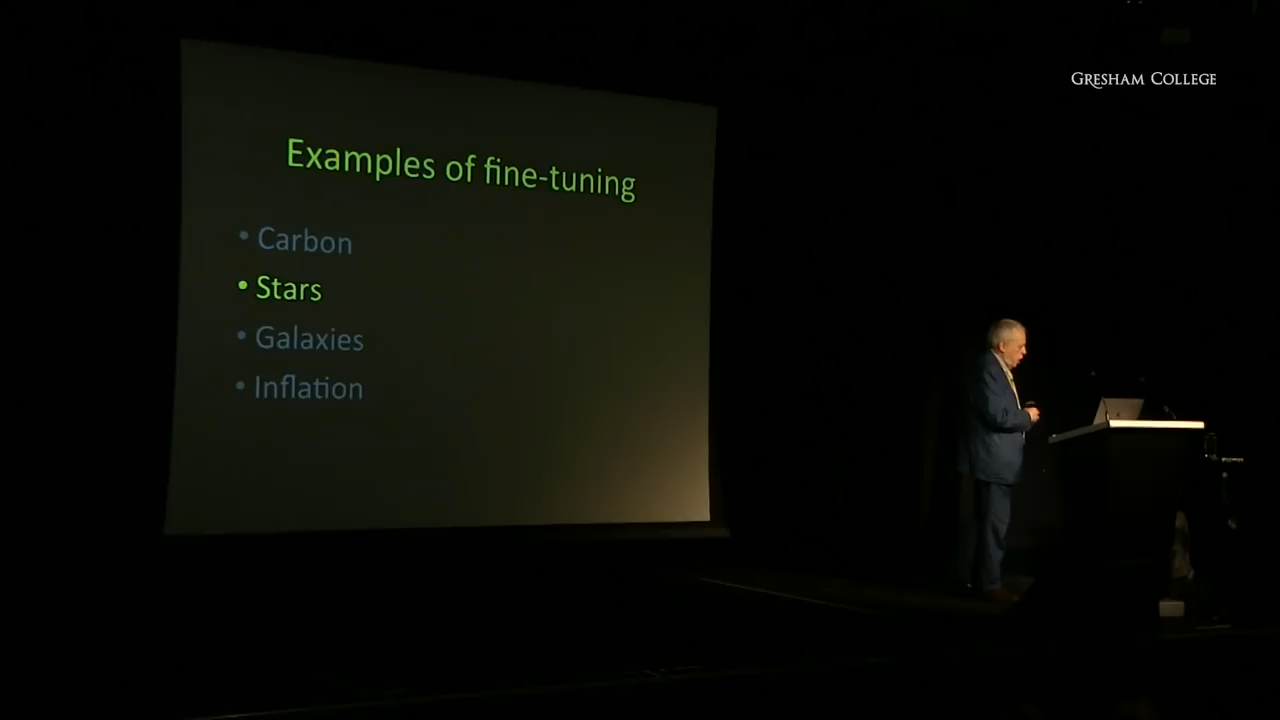 GRESHAM COLLEGE
Examples of fine-tuning
• Carbon
• Stars
• Galaxies
• Inflation